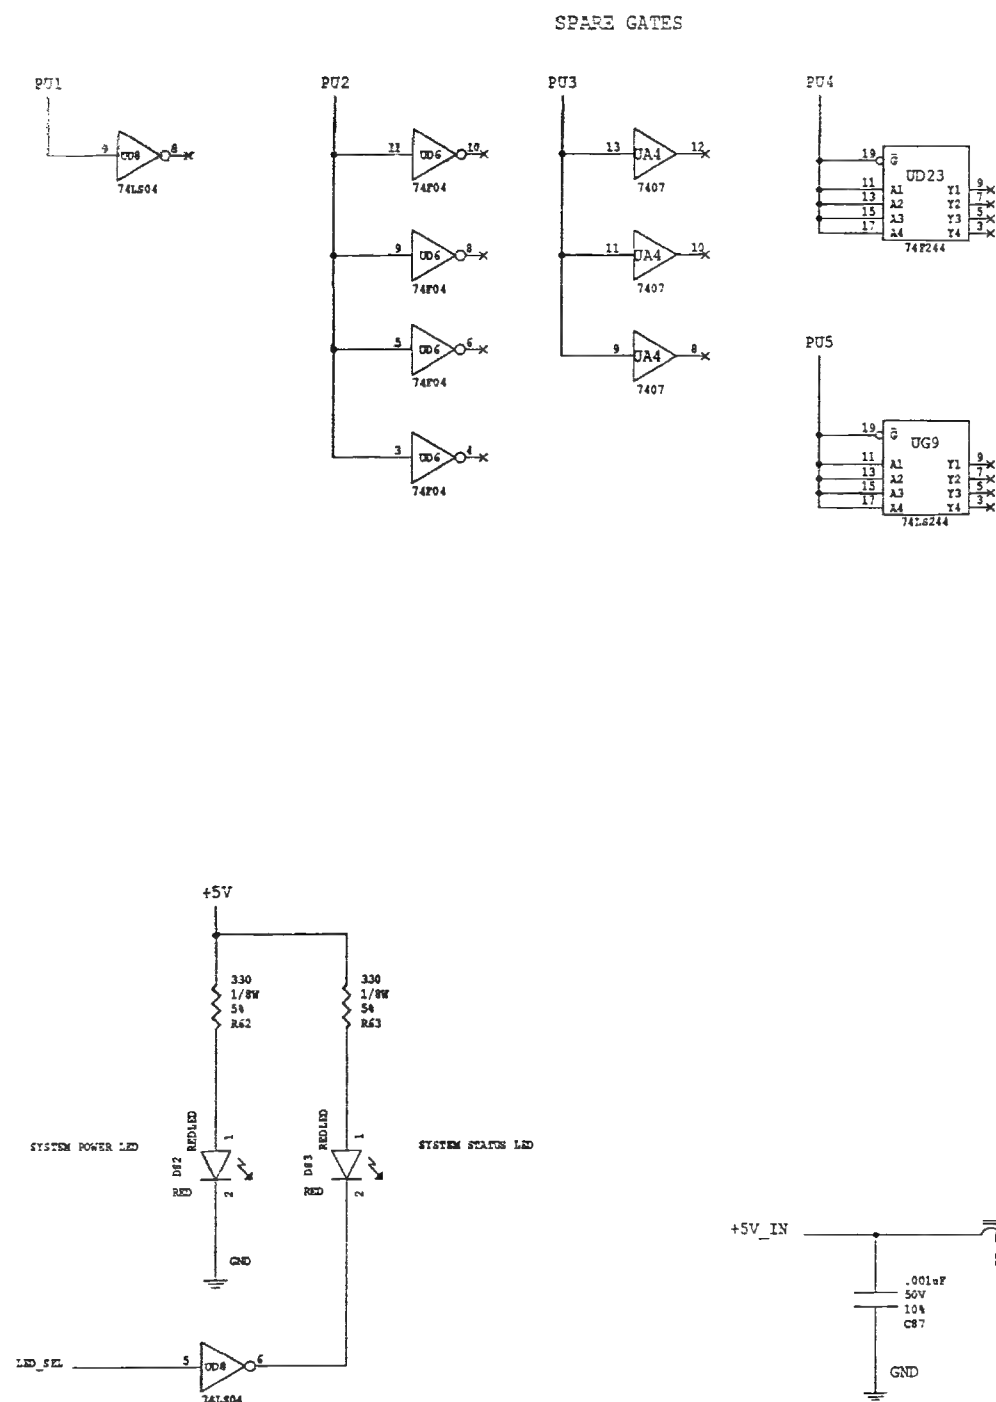 SPARE GATES
PU1
9 UD8 8
74LS04
PU2
11 UD6 10
74F04
9 UD6 8
74F04
5 UD6 6
74F04
3 UD6 4
74F04
PU3
13 UA4 12
7407
11 UA4 10
7407
9 UA4 8
7407
PU4
19 G
UD23
11 A1 Y1 9
13 A2 Y2 7
15 A3 Y3 5
17 A4 Y4 3
74F244
PU5
19 G
UG9
11 A1 Y1 9
13 A2 Y2 7
15 A3 Y3 5
17 A4 Y4 3
74LS244
+5V
330
1/8W
5%
R62
330
1/8W
5%
R63
SYSTEM POWER LED
DS2
REDLED
RED
1
2
GND
DS3
REDLED
RED
1
2
SYSTEM STATUS LED
LED_SEL
5 UD8 6
74LS04
+5V_IN
.001uF
50V
10%
C87
GND